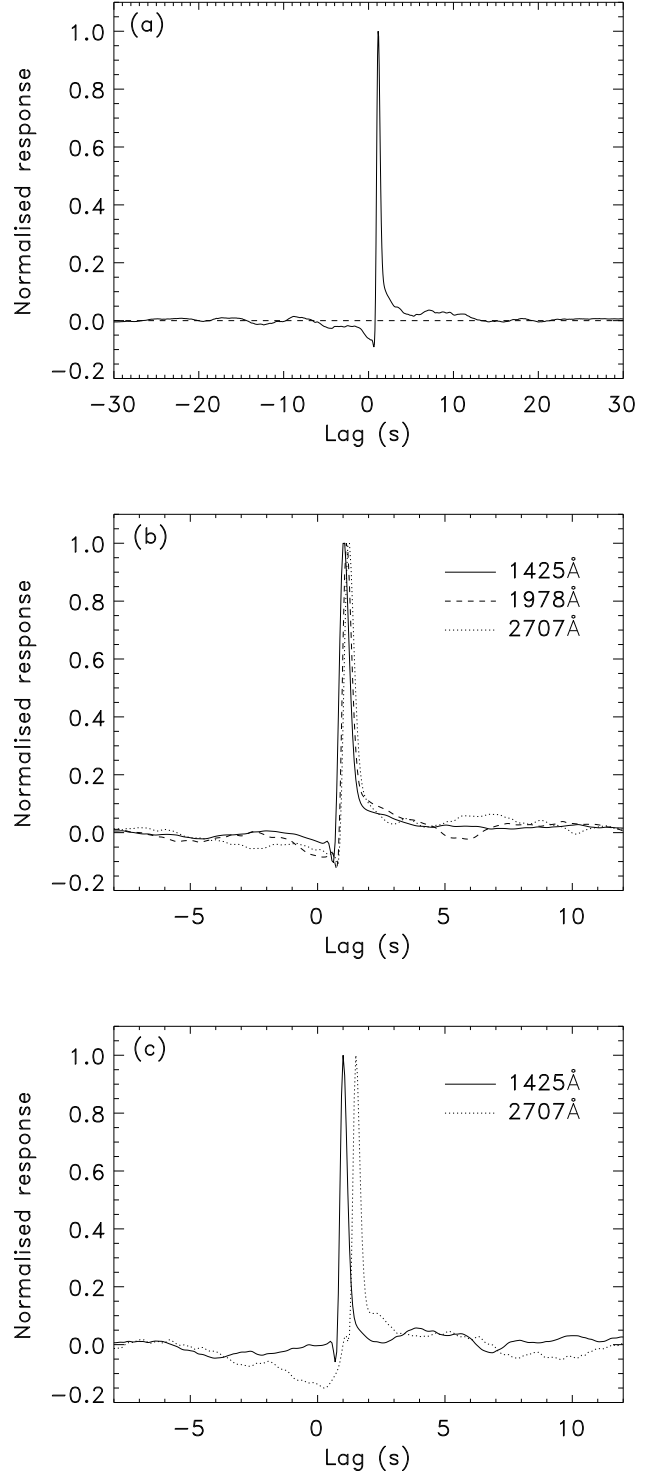 (a)
Normalised response
1.0
0.8
0.6
0.4
0.2
0.0
−0.2
−30 −20 −10 0 10 20 30
Lag (s)
(b)
1425Å
1978Å
2707Å
Normalised response
1.0
0.8
0.6
0.4
0.2
0.0
−0.2
−5 0 5 10
Lag (s)
(c)
1425Å
2707Å
Normalised response
1.0
0.8
0.6
0.4
0.2
0.0
−0.2
−5 0 5 10
Lag (s)